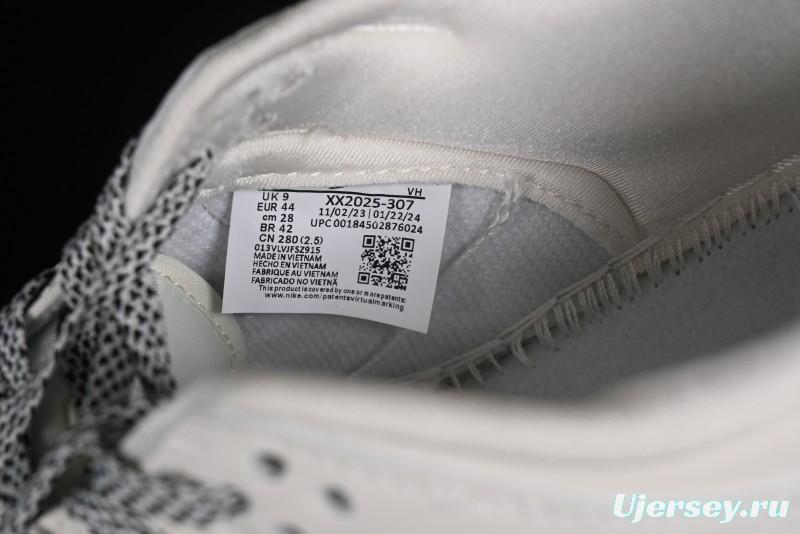 VH
UK 9
EUR 44
cm 28
BR 42
CN 280(2.5)
XX2025-307
11/02/23 | 01/22/24
UPC 00184502876024
013VLVJFSZ915
MADE IN VIETNAM
HECHO EN VIETNAM
FABRIQUE AU VIETNAM
FABRICADO NO VIETNÃ
This product is covered by one or more patents:
www.nike.com/patentsvirtualmarking
Ujersey.ru